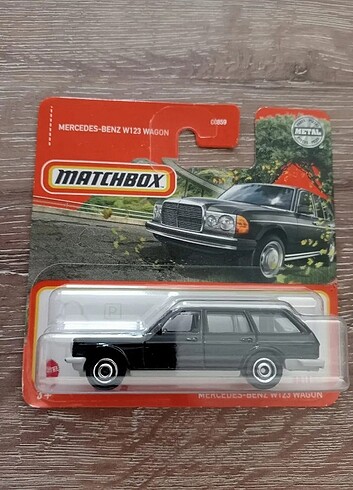 MERCEDES-BENZ W123 WAGON
METAL
MATCHBOX
3+
MERCEDES-BENZ W123 WAGON